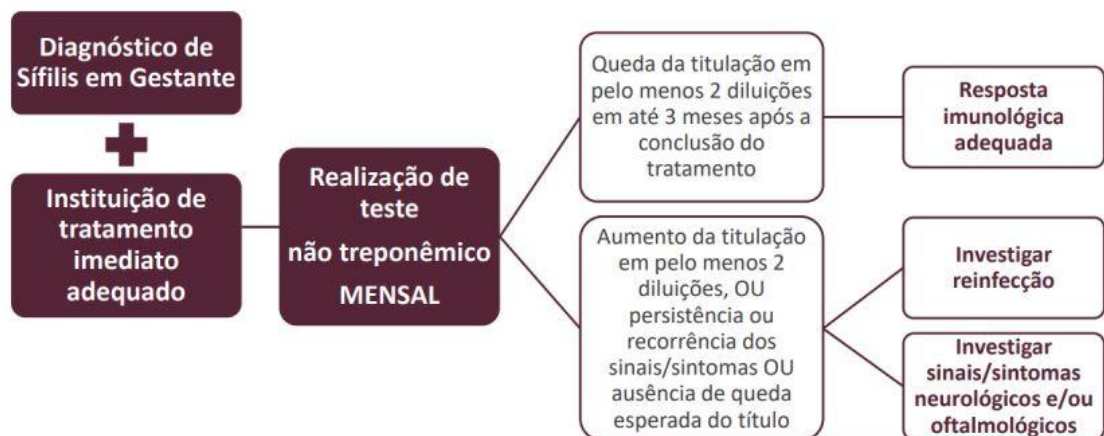 Diagnóstico de
Sífilis em Gestante
Instituição de
tratamento
imediato
adequado
Realização de
teste
não treponêmico
MENSAL
Queda da titulação em
pelo menos 2 diluições
em até 3 meses após a
conclusão do
tratamento
Resposta
imunológica
adequada
Aumento da titulação
em pelo menos 2
diluições, OU
persistência ou
recorrência dos
sinais/sintomas OU
ausência de queda
esperada do título
Investigar
reinfecção
Investigar
sinais/sintomas
neurológicos e/ou
oftalmológicos